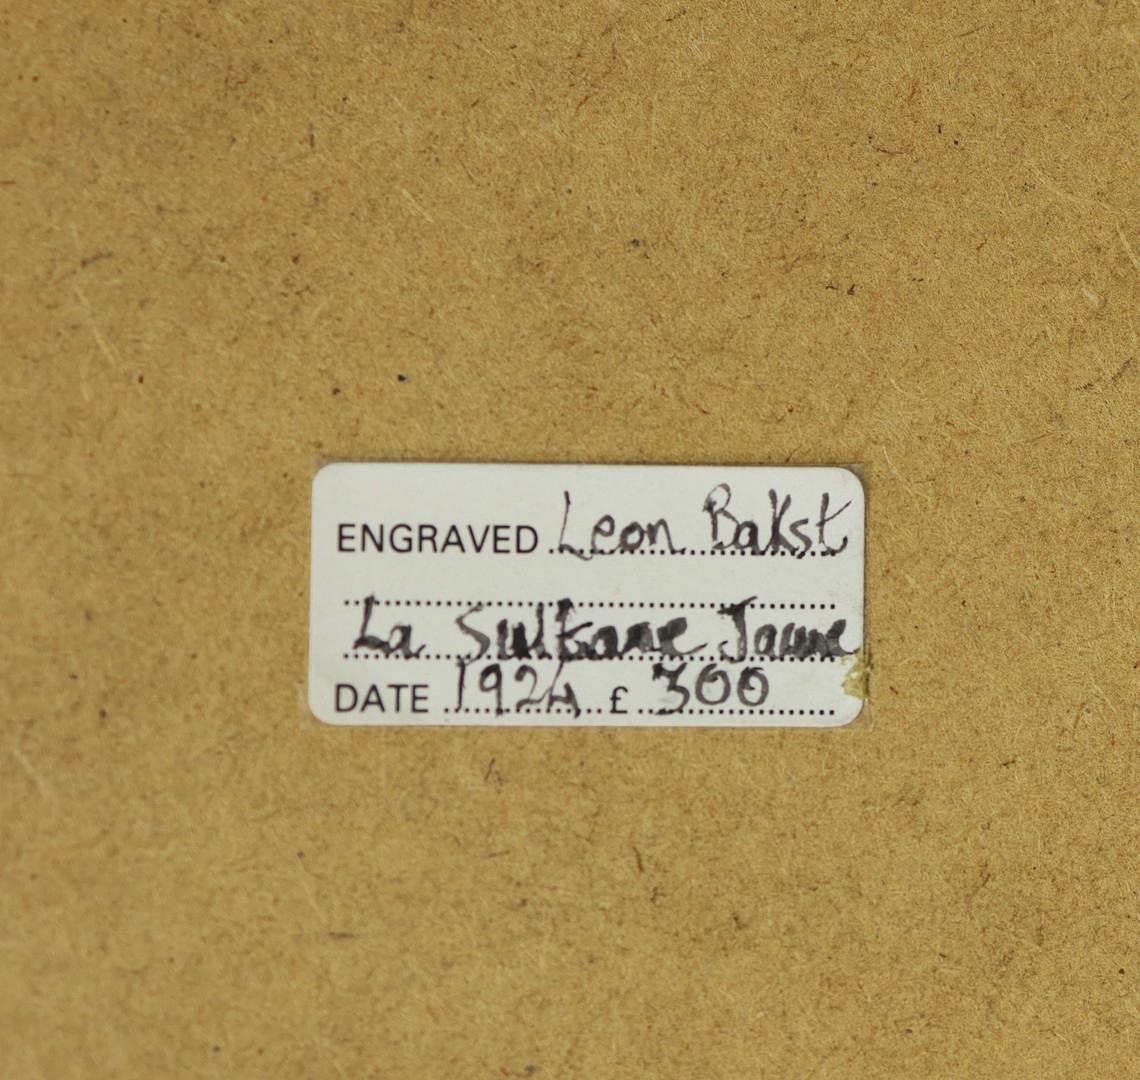 ENGRAVED Leon Bakst
La Sultane Jaune
DATE 1924 £ 300